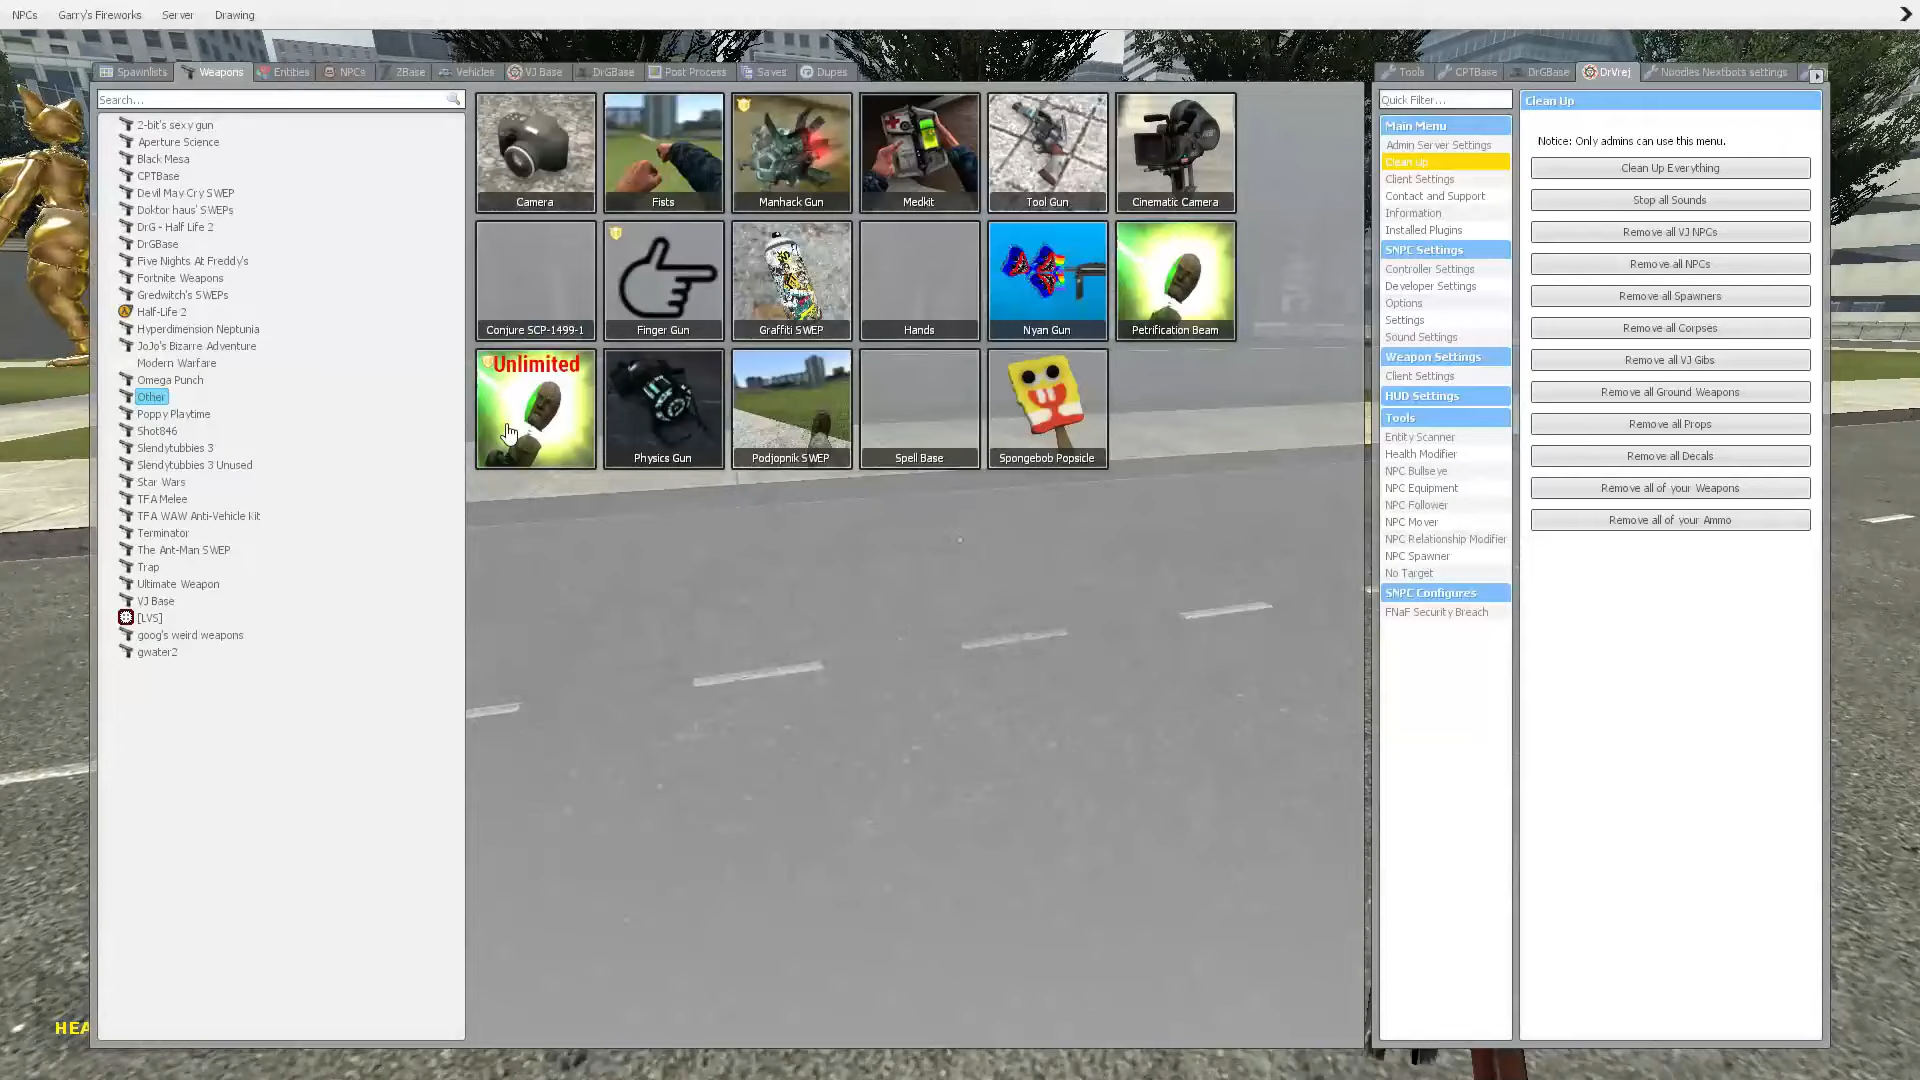 NPCs Garry's Fireworks Server Drawing
Spawnlists Weapons Entities NPCs ZBase Vehicles VJ Base DrGBase Post Process Saves Dupes
Search...
2-bit's sexy gun
Aperture Science
Black Mesa
CPTBase
Devil May Cry SWEP
Doktor haus' SWEPs
DrG - Half Life 2
DrGBase
Five Nights At Freddy's
Fortnite Weapons
Gredwitch's SWEPs
Half-Life 2
Hyperdimension Neptunia
JoJo's Bizarre Adventure
Modern Warfare
Omega Punch
Other
Poppy Playtime
Shot846
Slendytubbies 3
Slendytubbies 3 Unused
Star Wars
TFA Melee
TFA WAW Anti-Vehicle Kit
Terminator
The Ant-Man SWEP
Trap
Ultimate Weapon
VJ Base
[LVS]
goog's weird weapons
gwater2
Camera Fists Manhack Gun Medkit Tool Gun Cinematic Camera
Conjure SCP-1499-1 Finger Gun Graffiti SWEP Hands Nyan Gun Petrification Beam
Unlimited
Physics Gun Podjopnik SWEP Spell Base Spongebob Popsicle
Tools CPTBase DrGBase DrVrej Noodles Nextbots settings
Quick Filter...
Main Menu
Admin Server Settings
Clean Up
Client Settings
Contact and Support
Information
Installed Plugins
SNPC Settings
Controller Settings
Developer Settings
Options
Settings
Sound Settings
Weapon Settings
Client Settings
HUD Settings
Tools
Entity Scanner
Health Modifier
NPC Bullseye
NPC Equipment
NPC Follower
NPC Mover
NPC Relationship Modifier
NPC Spawner
No Target
SNPC Configures
FNaF Security Breach
Clean Up
Notice: Only admins can use this menu.
Clean Up Everything
Stop all Sounds
Remove all VJ NPCs
Remove all NPCs
Remove all Spawners
Remove all Corpses
Remove all VJ Gibs
Remove all Ground Weapons
Remove all Props
Remove all Decals
Remove all of your Weapons
Remove all of your Ammo
HEA